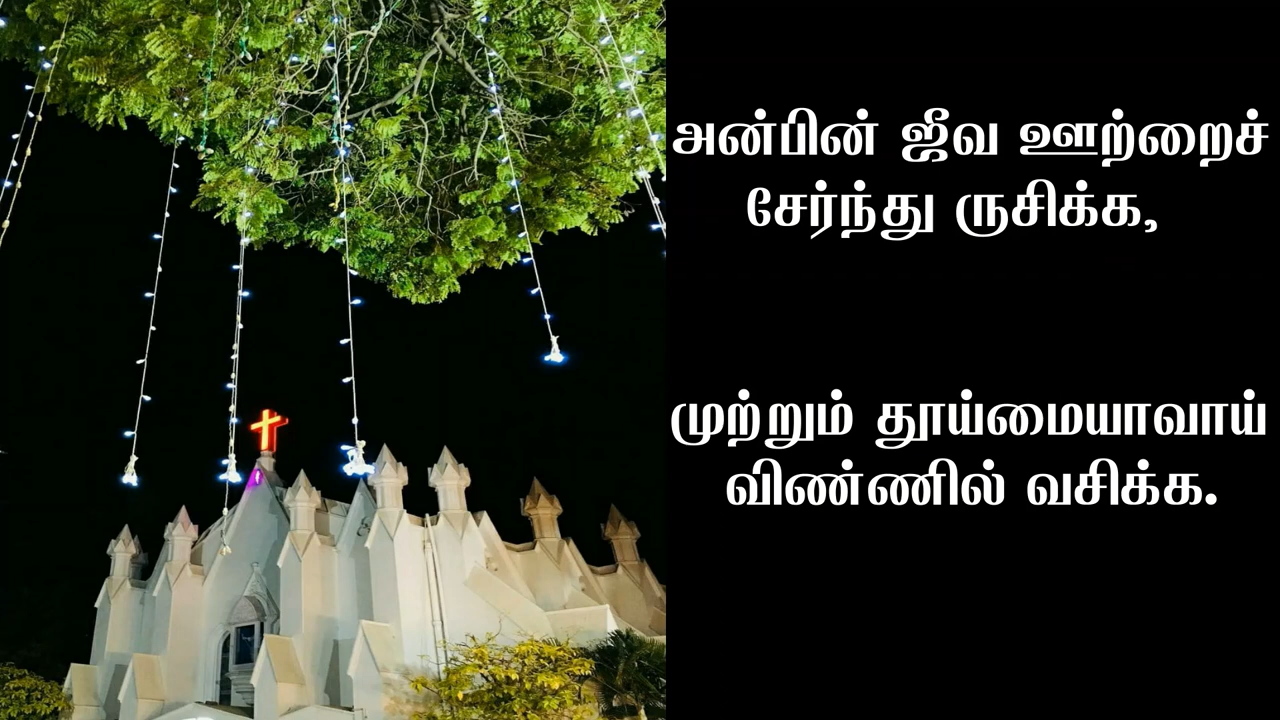 அன்பின் ஜீவ ஊற்றைச்
சேர்ந்து ருசிக்க,
முற்றும் தூய்மையாவாய்
விண்ணில் வசிக்க.